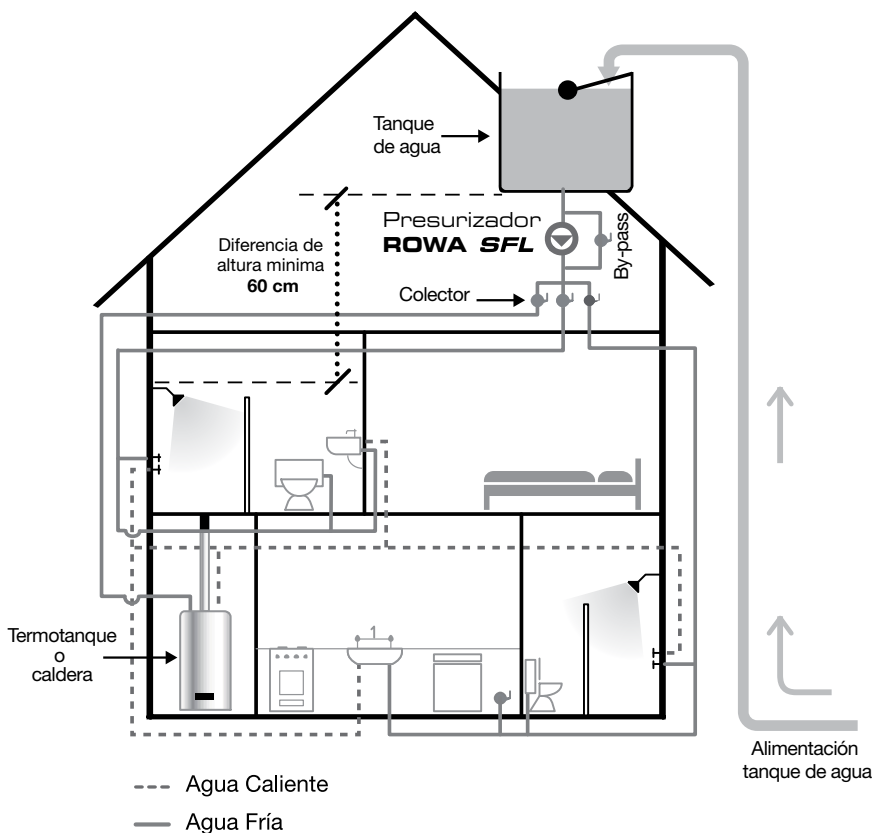 Tanque
de agua
Presurizador
ROWA SFL
By-pass
Diferencia de
altura minima
60 cm
Colector
Termotanque
o
caldera
Alimentación
tanque de agua
Agua Caliente
Agua Fría